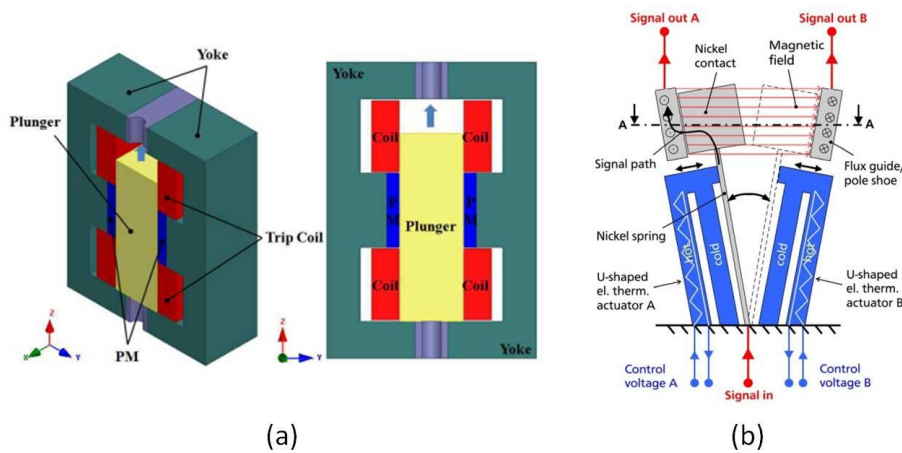 Yoke
Plunger
P
Trip Coil
PM
Z
X
Y
Yoke
Coil
Coil
P
M
P
M
Plunger
Coil
Coil
Yoke
Z
Y
(a)
Signal out A
Signal out B
Nickel
contact
Magnetic
field
A
A
Signal path
Flux guide/
pole shoe
Nickel spring
hot
cold
cold
hot
U-shaped
el. therm.
actuator A
U-shaped
el. therm.
actuator B
Control
voltage A
Control
voltage B
Signal in
(b)